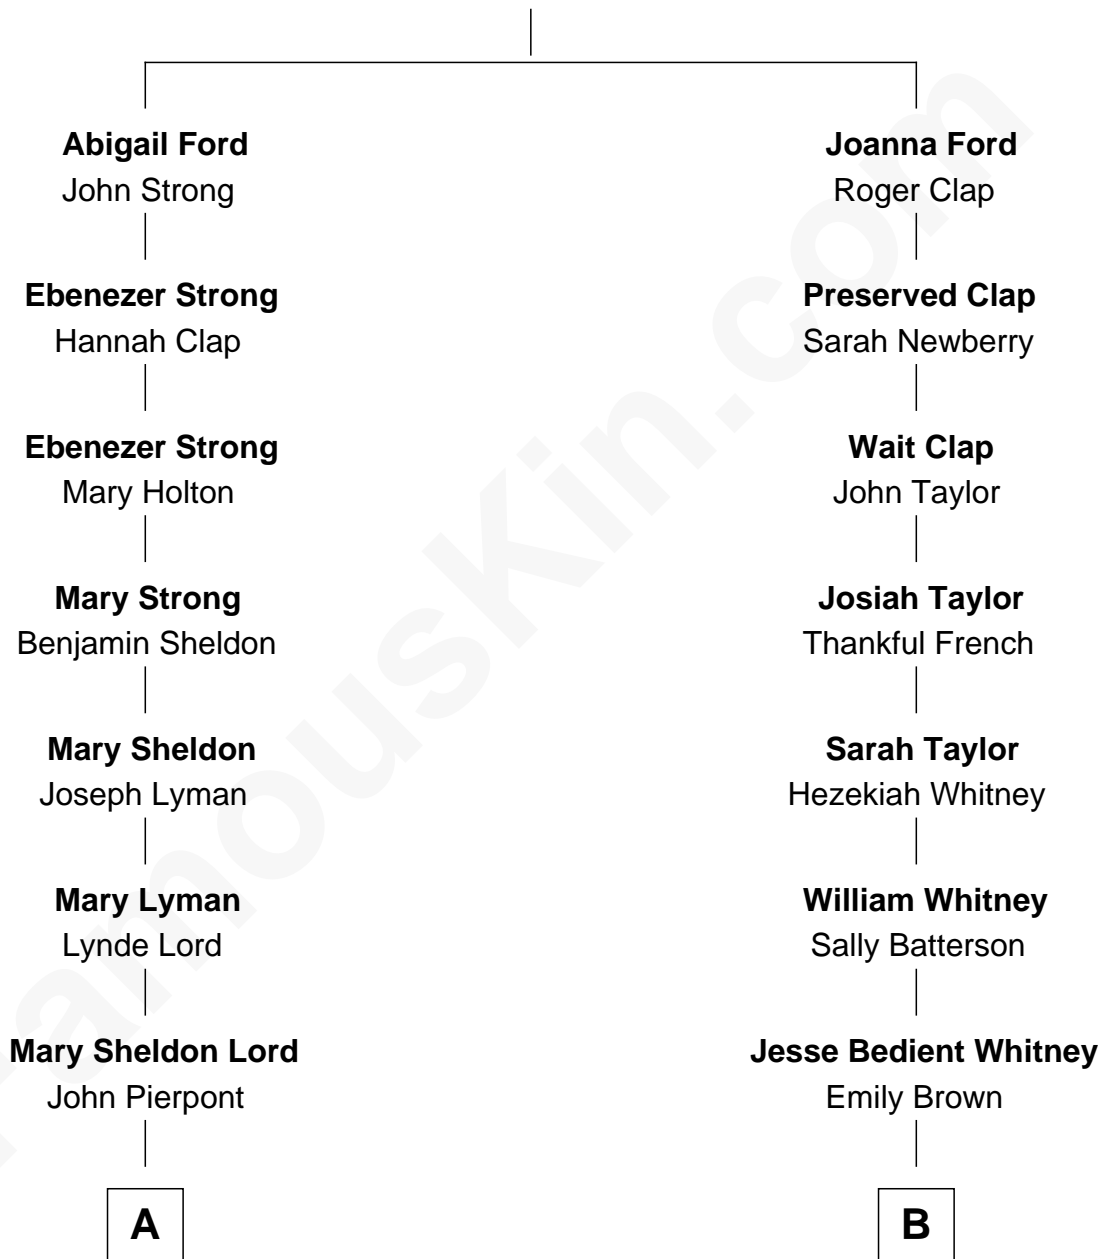 Abigail Ford
John Strong
Joanna Ford
Roger Clap
Ebenezer Strong
Hannah Clap
Preserved Clap
Sarah Newberry
Ebenezer Strong
Mary Holton
Wait Clap
John Taylor
Mary Strong
Benjamin Sheldon
Josiah Taylor
Thankful French
Mary Sheldon
Joseph Lyman
Sarah Taylor
Hezekiah Whitney
Mary Lyman
Lynde Lord
William Whitney
Sally Batterson
Mary Sheldon Lord
John Pierpont
Jesse Bedient Whitney
Emily Brown
A
B
FamousKin.com